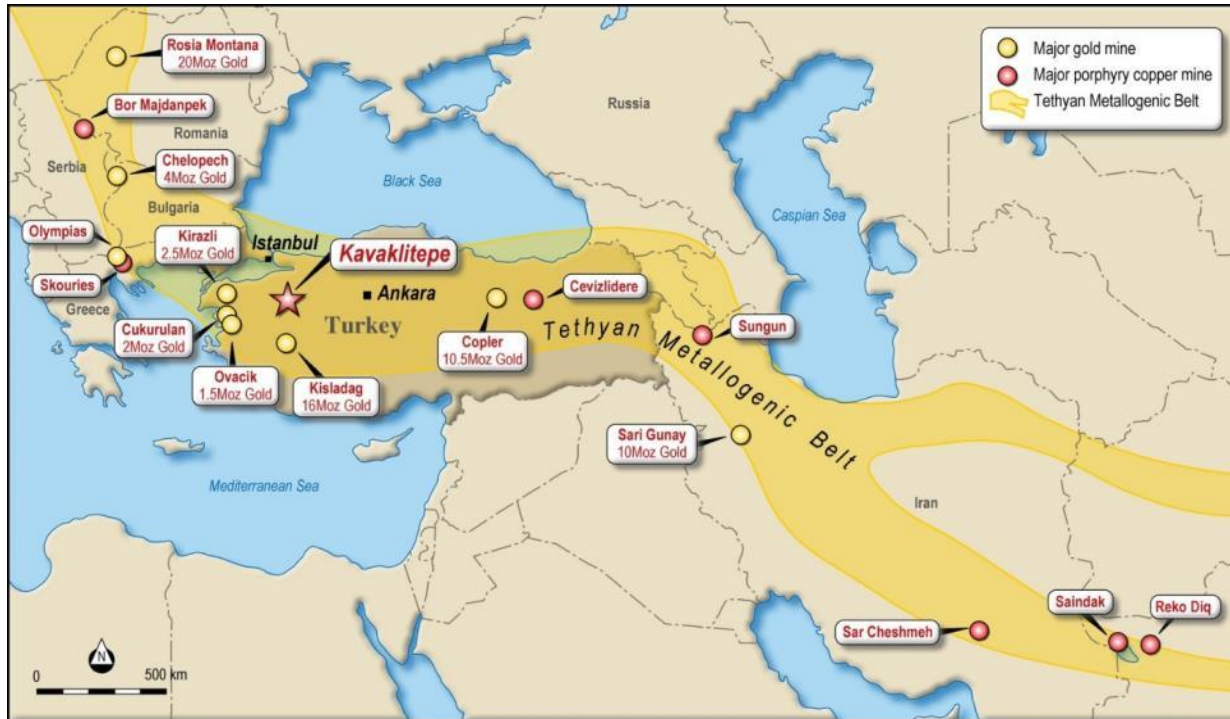 Rosia Montana
20Moz Gold
Bor Majdanpek
Romania
Serbia
Chelopech
4Moz Gold
Bulgaria
Olympias
Kirazli
2.5Moz Gold
Istanbul
Skouries
Greece
Cukurulan
2Moz Gold
Ovacik
1.5Moz Gold
Kisladag
16Moz Gold
Kavaklitepe
Ankara
Turkey
Copler
10.5Moz Gold
Cevizlidere
Tethyan
Metallogenic
Belt
Sungun
Sari Gunay
10Moz Gold
Iran
Sar Cheshmeh
Saindak
Reko Diq
Russia
Black Sea
Caspian Sea
Mediterranean Sea
Major gold mine
Major porphyry copper mine
Tethyan Metallogenic Belt
N
0 500 km